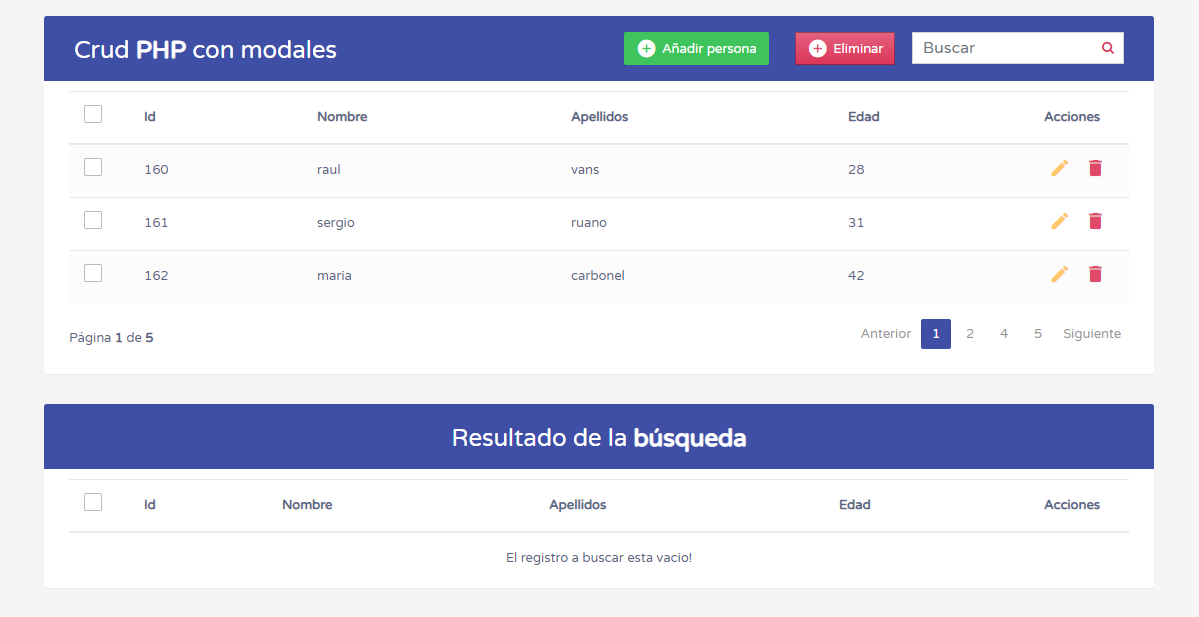 Crud PHP con modales
Añadir persona
Eliminar
Buscar
Id Nombre Apellidos Edad Acciones
160 raul vans 28
161 sergio ruano 31
162 maria carbonel 42
Página 1 de 5
Anterior 1 2 4 5 Siguiente
Resultado de la búsqueda
Id Nombre Apellidos Edad Acciones
El registro a buscar esta vacio!